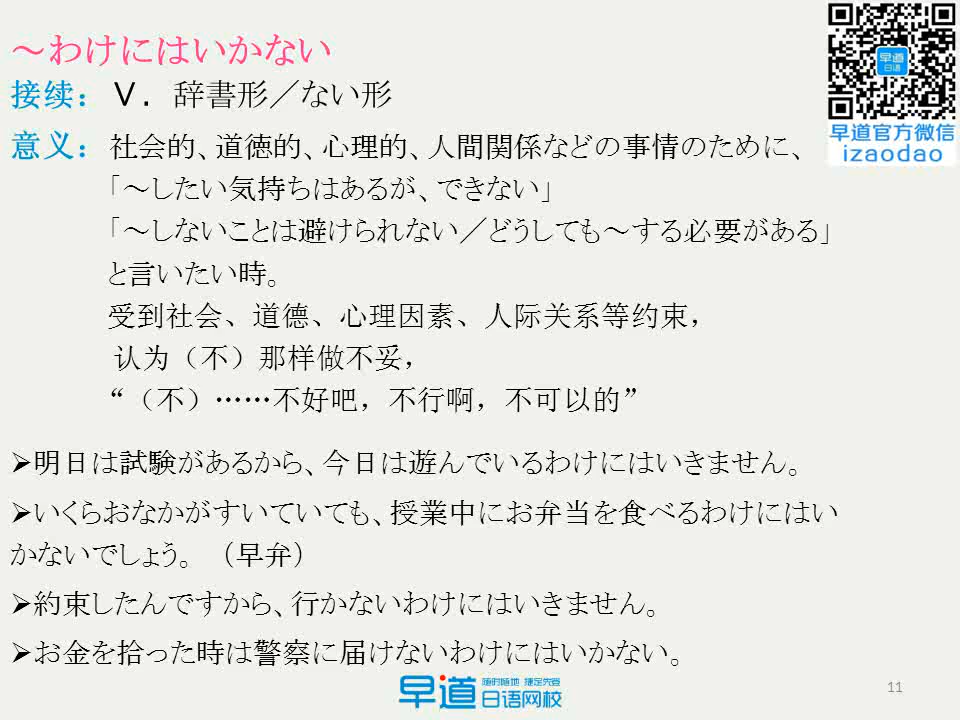 ～わけにはいかない
接续：Ⅴ．辞書形／ない形
意义：社会的、道徳的、心理的、人間関係などの事情のために、
「～したい気持ちはあるが、できない」
「～しないことは避けられない／どうしても～する必要がある」
と言いたい時。
受到社会、道德、心理因素、人际关系等约束，
认为（不）那样做不妥，
“（不）……不好吧，不行啊，不可以的”
➢明日は試験があるから、今日は遊んでいるわけにはいきません。
➢いくらおなかがすいていても、授業中にお弁当を食べるわけにはい
かないでしょう。（早弁）
➢約束したんですから、行かないわけにはいきません。
➢お金を拾った時は警察に届けないわけにはいかない。
早道
日语
早道官方微信
izaodao
早道 随时随地 捷足先登
日语网校
11